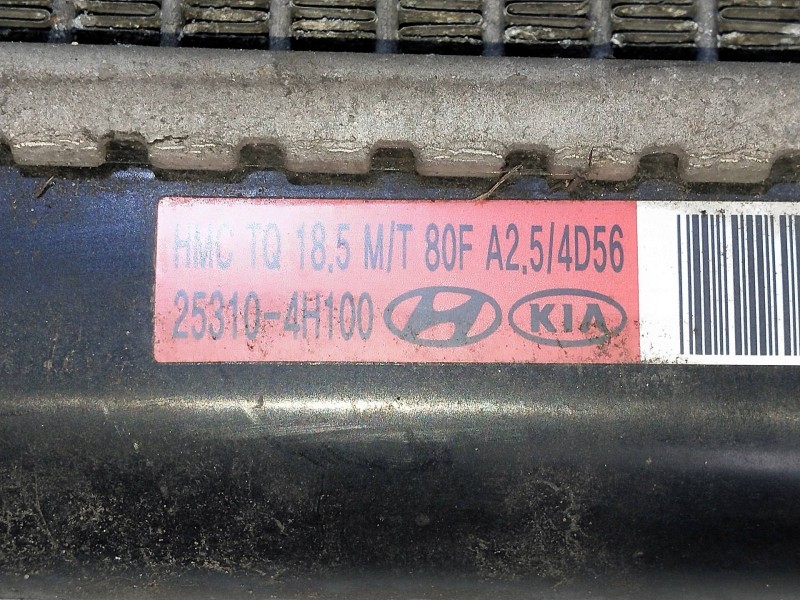 HMC TQ 18.5 M/T 80F A2.5/4D56
25310-4H100 KIA